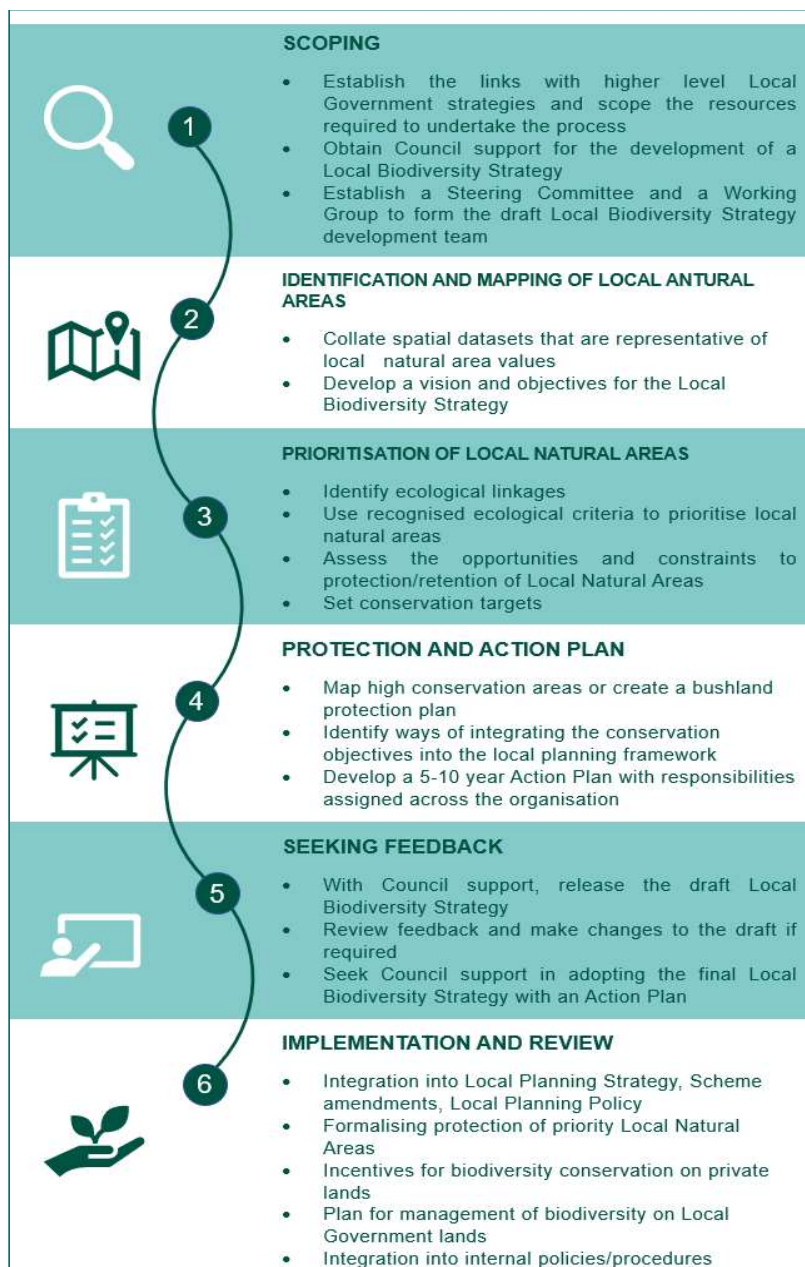 SCOPING
• Establish the links with higher level Local
Government strategies and scope the resources
required to undertake the process
• Obtain Council support for the development of a
Local Biodiversity Strategy
• Establish a Steering Committee and a Working
Group to form the draft Local Biodiversity Strategy
development team
1
IDENTIFICATION AND MAPPING OF LOCAL ANTURAL
AREAS
2
• Collate spatial datasets that are representative of
local natural area values
• Develop a vision and objectives for the Local
Biodiversity Strategy
PRIORITISATION OF LOCAL NATURAL AREAS
• Identify ecological linkages
3
• Use recognised ecological criteria to prioritise local
natural areas
• Assess the opportunities and constraints to
protection/retention of Local Natural Areas
• Set conservation targets
PROTECTION AND ACTION PLAN
4
• Map high conservation areas or create a bushland
protection plan
• Identify ways of integrating the conservation
objectives into the local planning framework
• Develop a 5-10 year Action Plan with responsibilities
assigned across the organisation
SEEKING FEEDBACK
5
• With Council support, release the draft Local
Biodiversity Strategy
• Review feedback and make changes to the draft if
required
• Seek Council support in adopting the final Local
Biodiversity Strategy with an Action Plan
IMPLEMENTATION AND REVIEW
6
• Integration into Local Planning Strategy, Scheme
amendments, Local Planning Policy
• Formalising protection of priority Local Natural
Areas
• Incentives for biodiversity conservation on private
lands
• Plan for management of biodiversity on Local
Government lands
• Integration into internal policies/procedures